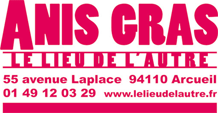 ANIS GRAS
LE LIEU DE L'AUTRE
55 avenue Laplace 94110 Arcueil
01 49 12 03 29 www.lelieudelautre.fr